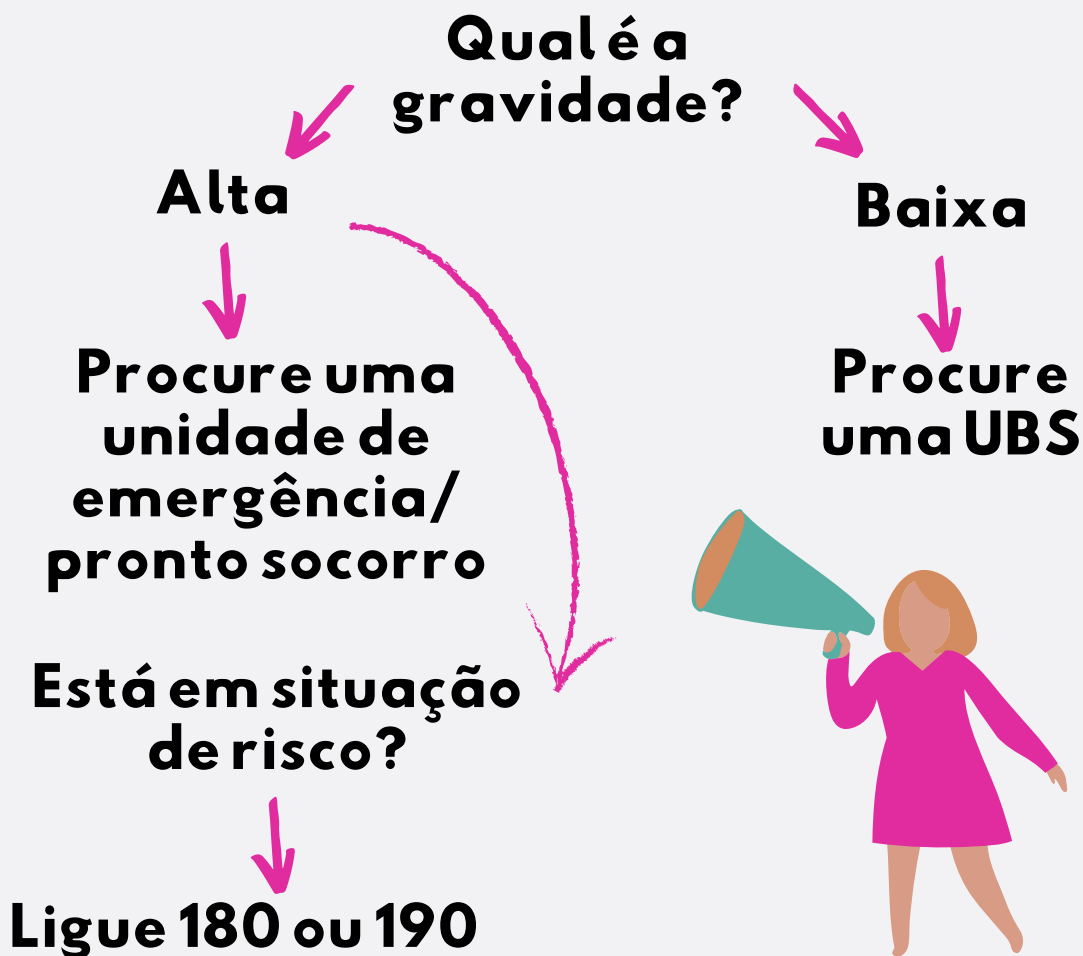 Qual é a
gravidade?
Alta
Baixa
Procure uma
unidade de
emergência/
pronto socorro
Procure
uma UBS
Está em situação
de risco?
Ligue 180 ou 190